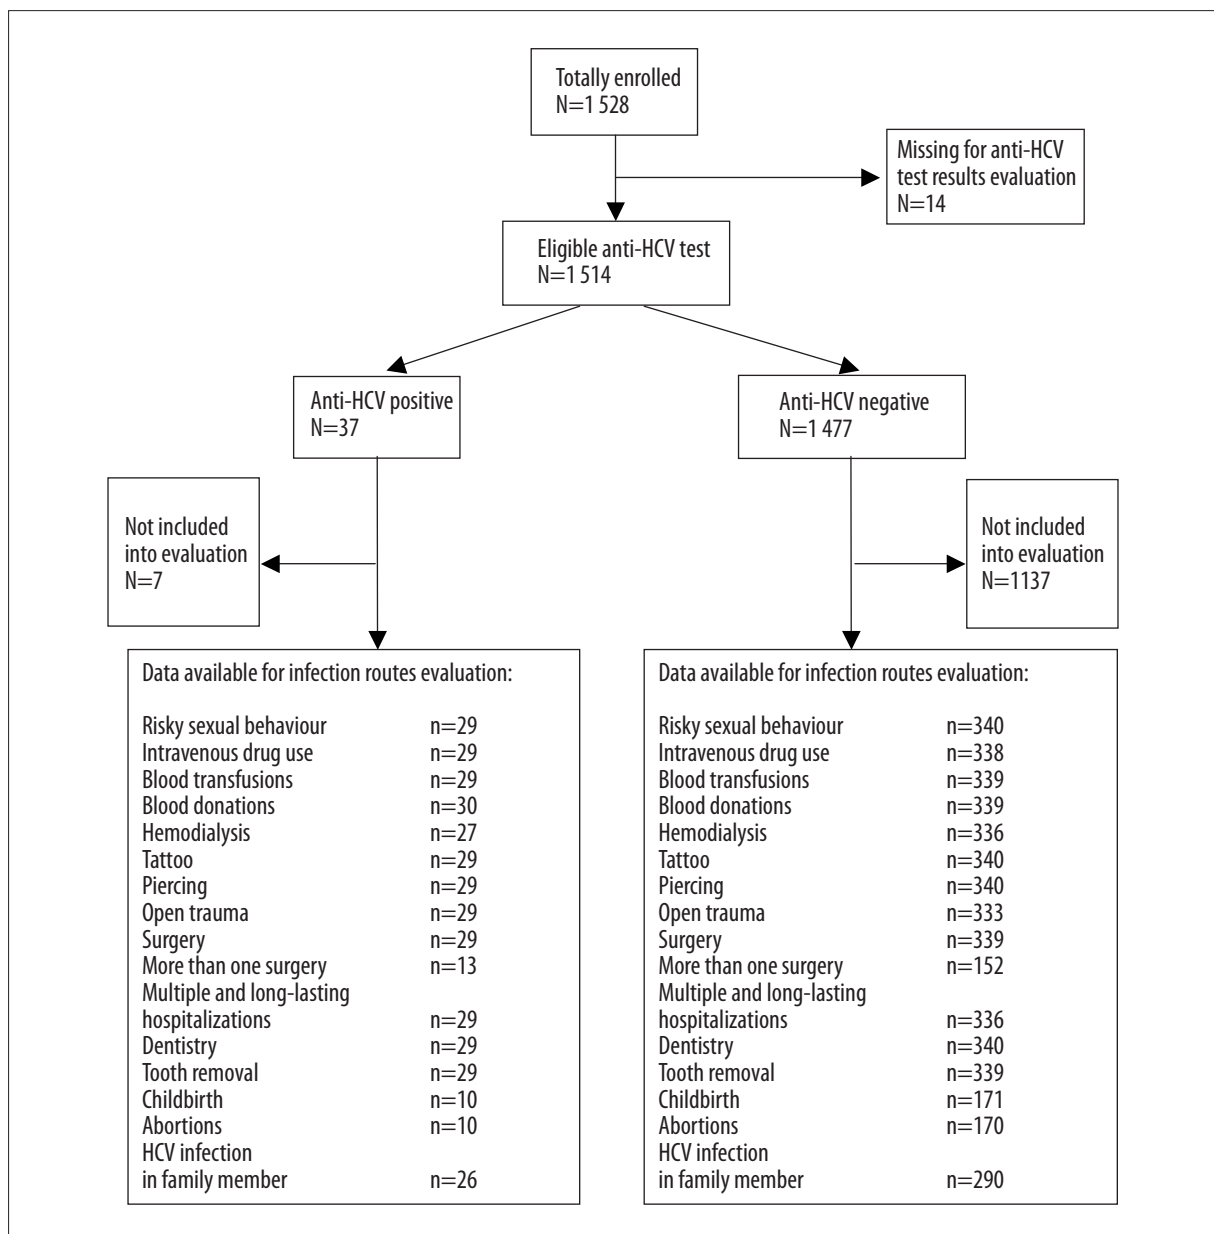 Totally enrolled
N=1 528
Missing for anti-HCV
test results evaluation
N=14
Eligible anti-HCV test
N=1 514
Anti-HCV positive
N=37
Anti-HCV negative
N=1 477
Not included
into evaluation
N=7
Not included
into evaluation
N=1137
Data available for infection routes evaluation:
Risky sexual behaviour n=29
Intravenous drug use n=29
Blood transfusions n=29
Blood donations n=30
Hemodialysis n=27
Tattoo n=29
Piercing n=29
Open trauma n=29
Surgery n=29
More than one surgery n=13
Multiple and long-lasting
hospitalizations n=29
Dentistry n=29
Tooth removal n=29
Childbirth n=10
Abortions n=10
HCV infection
in family member n=26
Data available for infection routes evaluation:
Risky sexual behaviour n=340
Intravenous drug use n=338
Blood transfusions n=339
Blood donations n=339
Hemodialysis n=336
Tattoo n=340
Piercing n=340
Open trauma n=333
Surgery n=339
More than one surgery n=152
Multiple and long-lasting
hospitalizations n=336
Dentistry n=340
Tooth removal n=339
Childbirth n=171
Abortions n=170
HCV infection
in family member n=290